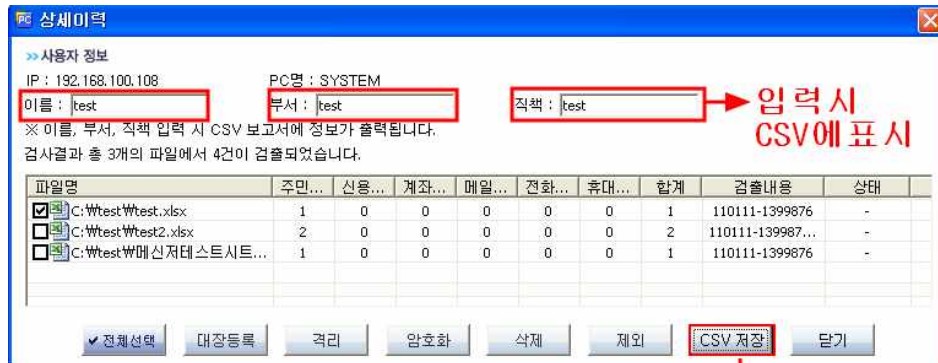 PC 상세이력
>> 사용자 정보
IP : 192.168.100.108 PC명 : SYSTEM
이름 : test 부서 : test 직책 : test 입력시
CSV에표시
※ 이름, 부서, 직책 입력 시 CSV 보고서에 정보가 출력됩니다.
검사결과 총 3개의 파일에서 4건이 검출되었습니다.
파일명 주민... 신용... 계좌... 메일... 전화... 휴대... 합계 검출내용 상태
C:₩test₩test.xlsx 1 0 0 0 0 0 1 110111-1399876 -
C:₩test₩test2.xlsx 2 0 0 0 0 0 2 110111-139987... -
C:₩test₩메신저테스트시트... 1 0 0 0 0 0 1 110111-1399876 -
전체선택 대장등록 격리 암호화 삭제 제외 CSV 저장 닫기